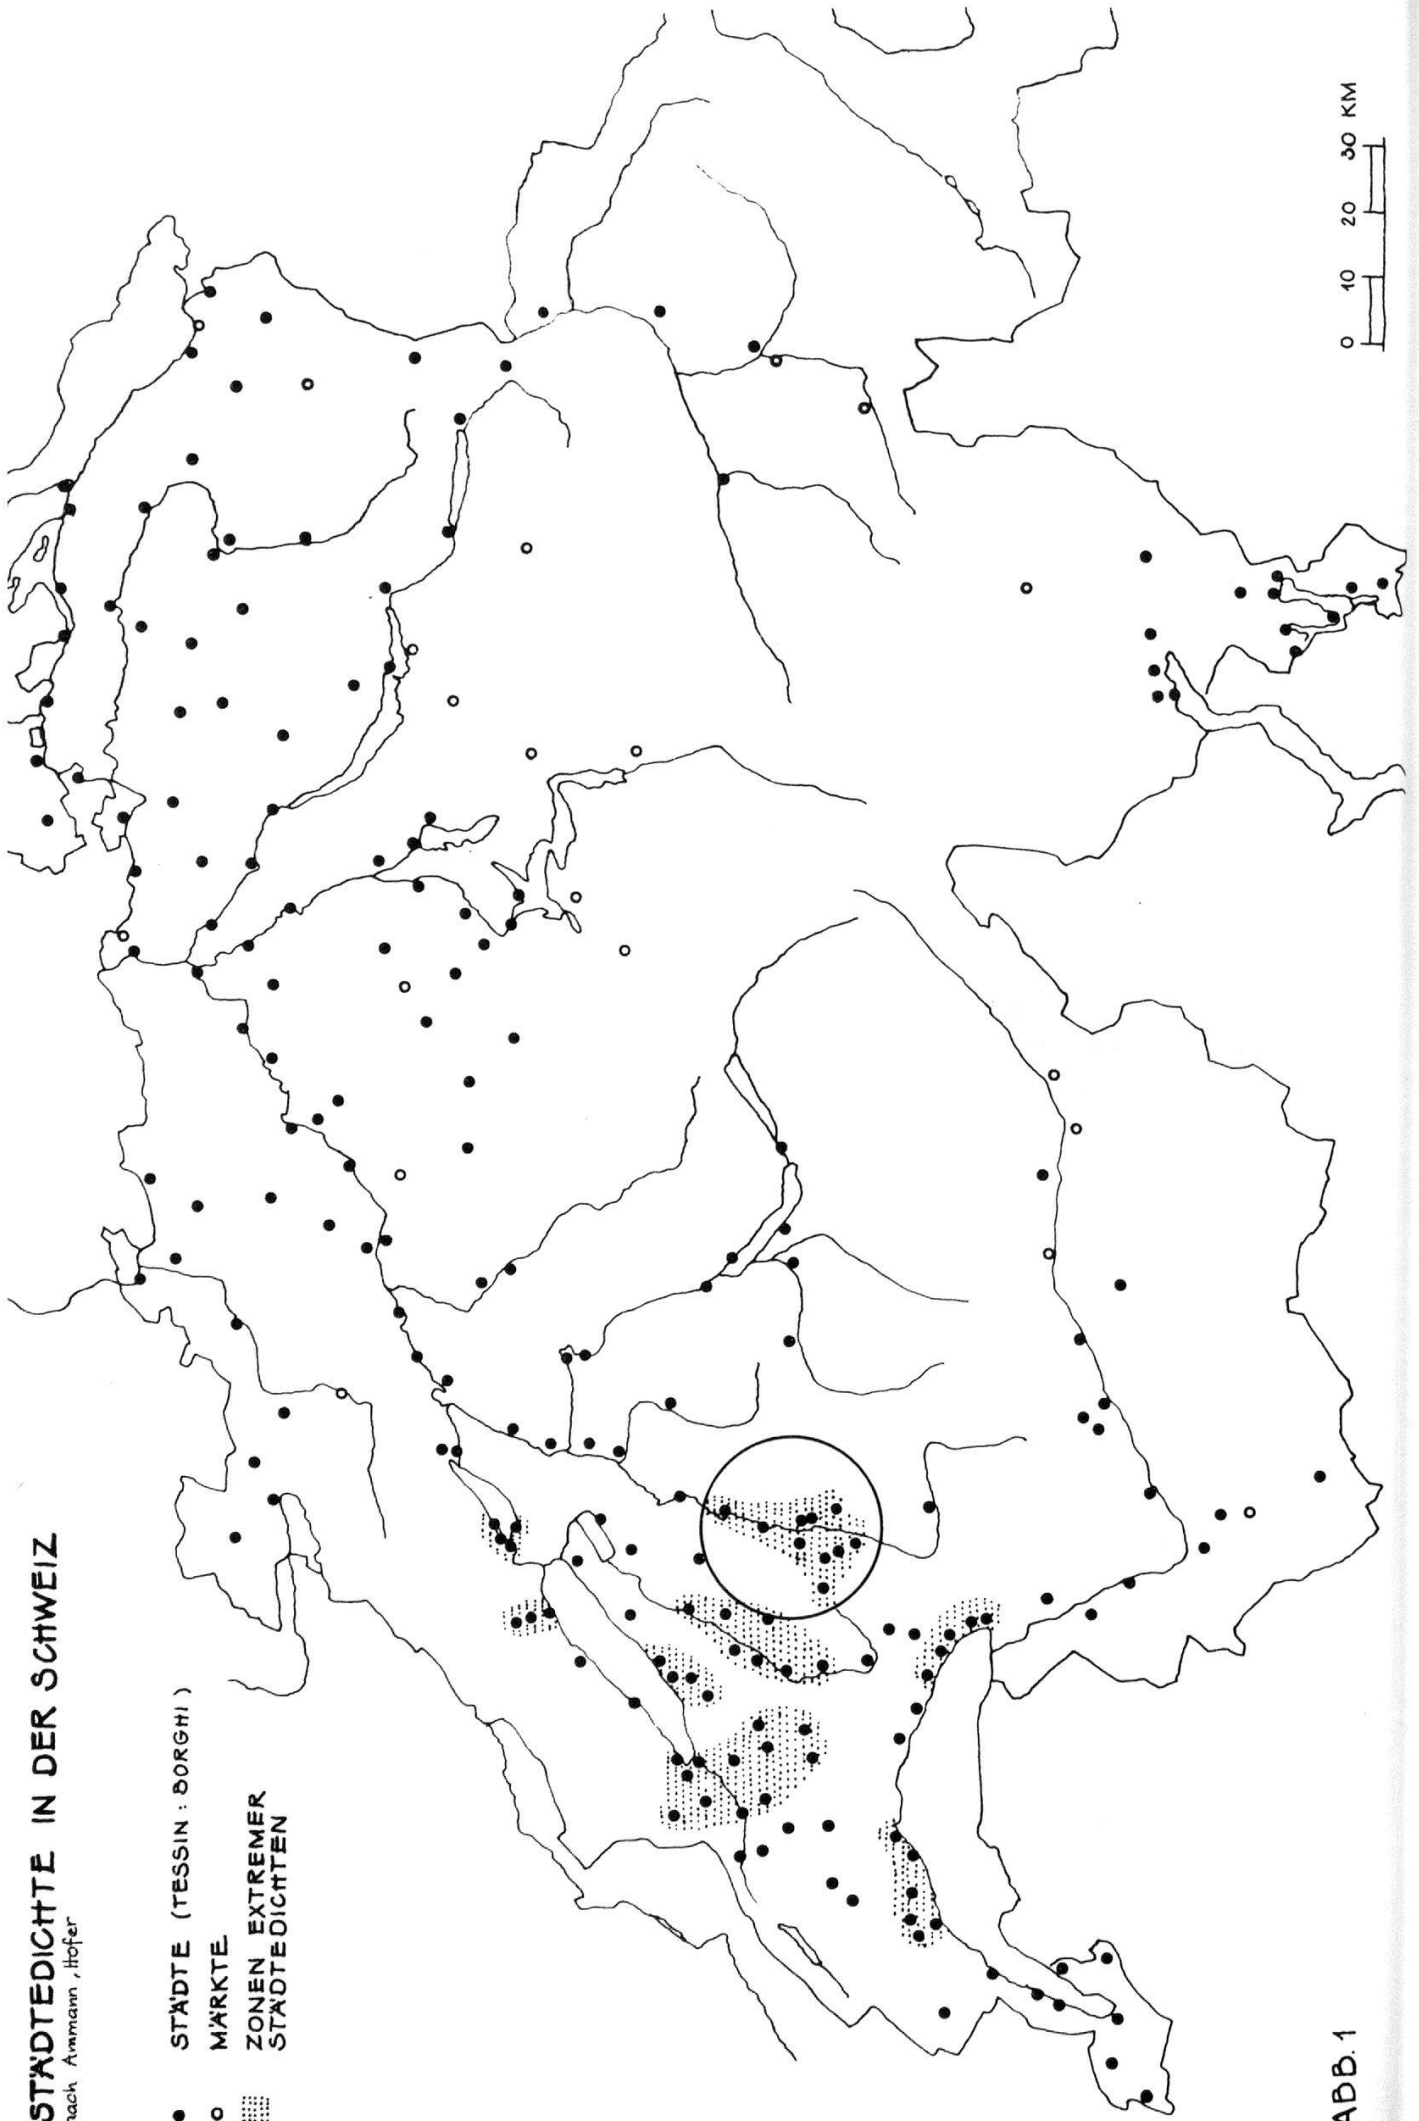 STÄDTEDICHTE IN DER SCHWEIZ
nach Ammann, Hofer
STÄDTE (TESSIN: BORGHI)
MÄRKTE
ZONEN EXTREMER
STÄDTEDICHTEN
0 10 20 30 KM
ABB. 1